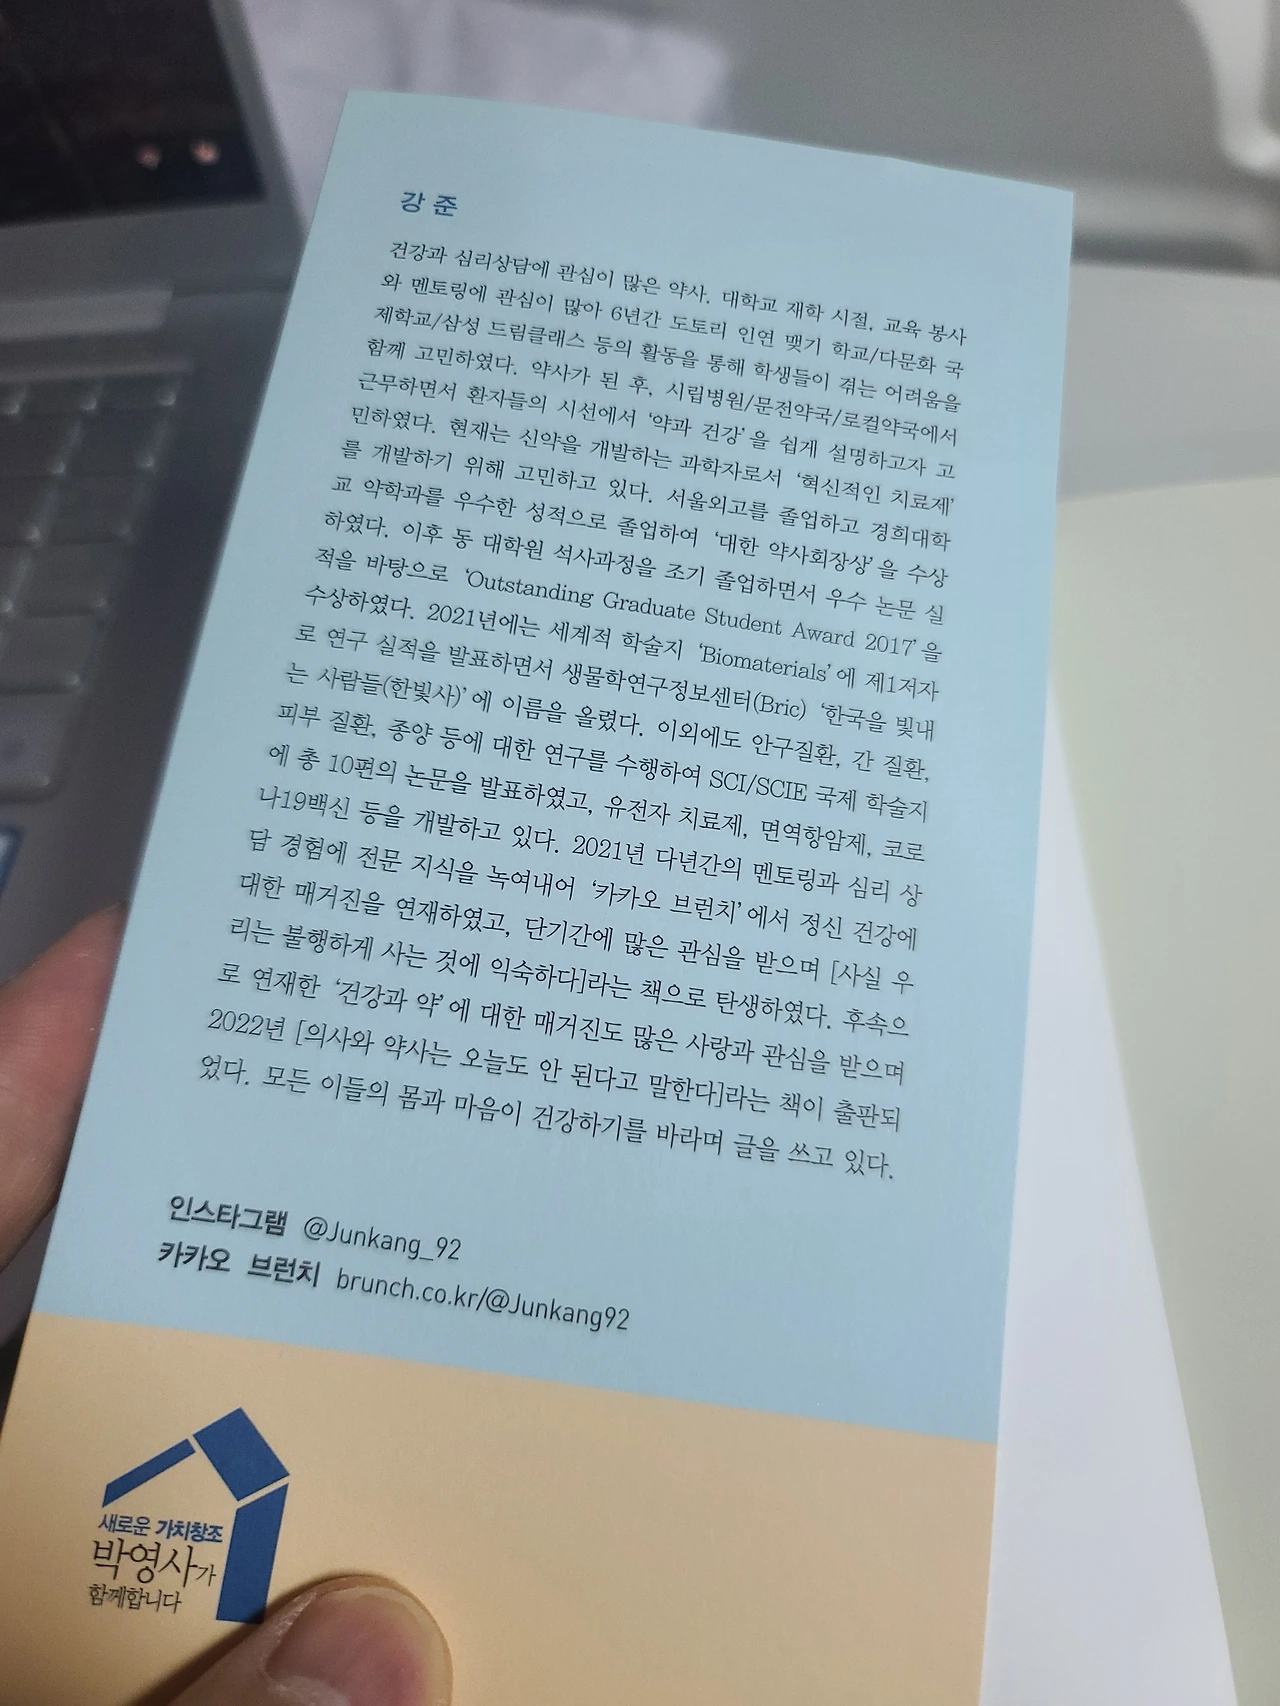 강 준
건강과 심리상담에 관심이 많은 약사. 대학교 재학 시절, 교육 봉사
와 멘토링에 관심이 많아 6년간 도토리 인연 맺기 학교/다문화 국
제학교/삼성 드림클래스 등의 활동을 통해 학생들이 겪는 어려움을
함께 고민하였다. 약사가 된 후, 시립병원/문전약국/로컬약국에서
근무하면서 환자들의 시선에서 '약과 건강'을 쉽게 설명하고자 고
민하였다. 현재는 신약을 개발하는 과학자로서 '혁신적인 치료제'
를 개발하기 위해 고민하고 있다. 서울외고를 졸업하고 경희대학
교 약학과를 우수한 성적으로 졸업하여 '대한 약사회장상'을 수상
하였다. 이후 동 대학원 석사과정을 조기 졸업하면서 우수 논문 실
적을 바탕으로 'Outstanding Graduate Student Award 2017'을
수상하였다. 2021년에는 세계적 학술지 'Biomaterials'에 제1저자
로 연구 실적을 발표하면서 생물학연구정보센터(Bric) '한국을 빛내
는 사람들(한빛사)'에 이름을 올렸다. 이외에도 안구질환, 간 질환,
피부 질환, 종양 등에 대한 연구를 수행하여 SCI/SCIE 국제 학술지
에 총 10편의 논문을 발표하였고, 유전자 치료제, 면역항암제, 코로
나19백신 등을 개발하고 있다. 2021년 다년간의 멘토링과 심리 상
담 경험에 전문 지식을 녹여내어 '카카오 브런치'에서 정신 건강에
대한 매거진을 연재하였고, 단기간에 많은 관심을 받으며 [사실 우
리는 불행하게 사는 것에 익숙하다]라는 책으로 탄생하였다. 후속으
로 연재한 '건강과 약'에 대한 매거진도 많은 사랑과 관심을 받으며
2022년 [의사와 약사는 오늘도 안 된다고 말한다]라는 책이 출판되
었다. 모든 이들의 몸과 마음이 건강하기를 바라며 글을 쓰고 있다.
인스타그램 @Junkang_92
카카오 브런치 brunch.co.kr/@Junkang92
새로운 가치창조
박영사가
함께합니다